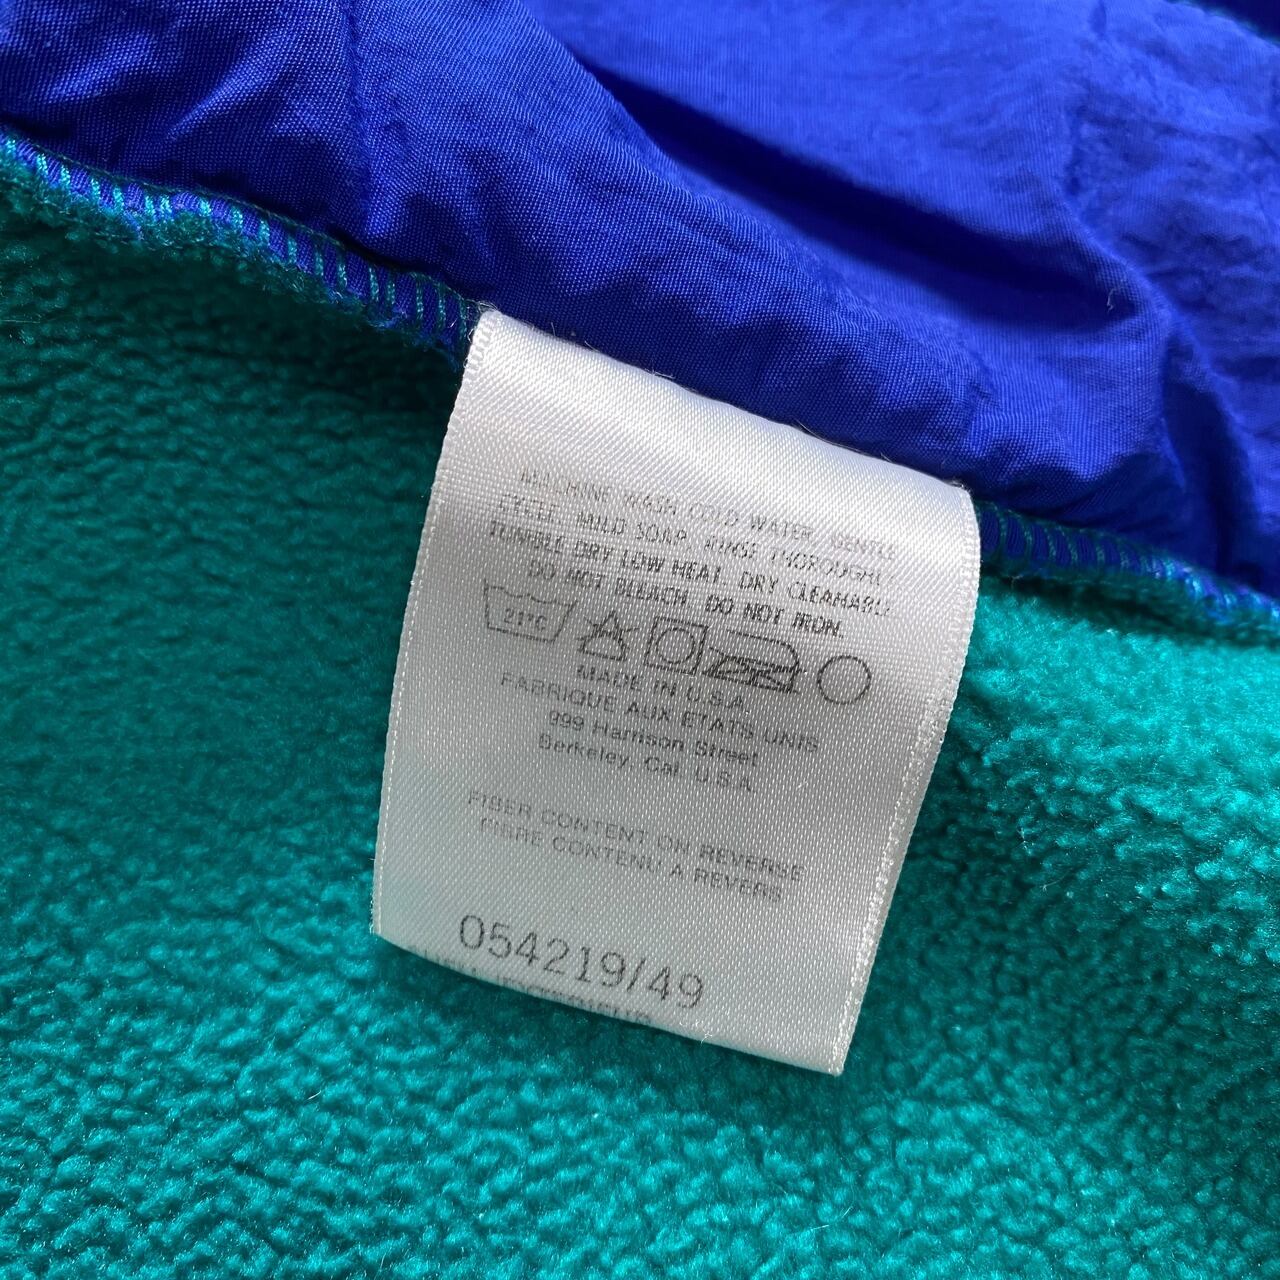 MACHINE WASH COLD WATER, GENTLE
CYCLE. MILD SOAP. RINSE THOROUGHLY.
TUMBLE DRY LOW HEAT. DRY CLEANABLE.
DO NOT BLEACH. DO NOT IRON.
21°C
MADE IN U.S.A.
FABRIQUE AUX ETATS UNIS
999 Harrison Street
Berkeley, Cal. U.S.A.
FIBER CONTENT ON REVERSE
FIBRE CONTENU A REVERS
054219/49